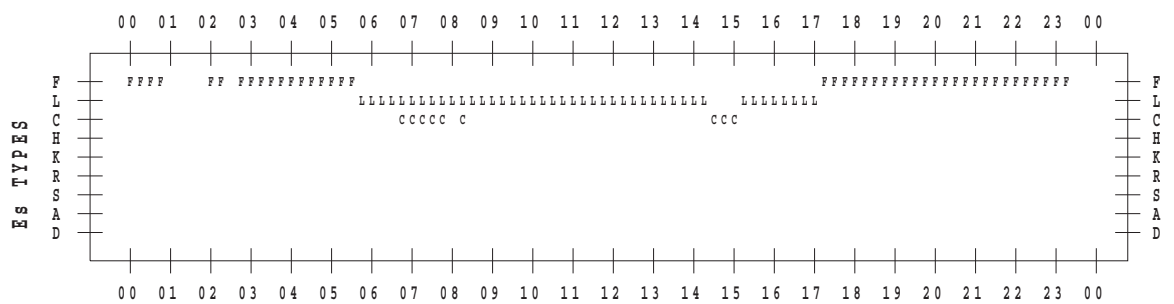 00 01 02 03 04 05 06 07 08 09 10 11 12 13 14 15 16 17 18 19 20 21 22 23 00
F FFFF FF FFFFFFFFFFFF FFFFFFFFFFFFFFFFFFFFFFFFF F
L LLLLLLLLLLLLLLLLLLLLLLLLLLLLLLLLLLL LLLLLLLL L
C CCCCC C CCC C
H H
K K
R R
S S
A A
D D
Es TYPES
00 01 02 03 04 05 06 07 08 09 10 11 12 13 14 15 16 17 18 19 20 21 22 23 00